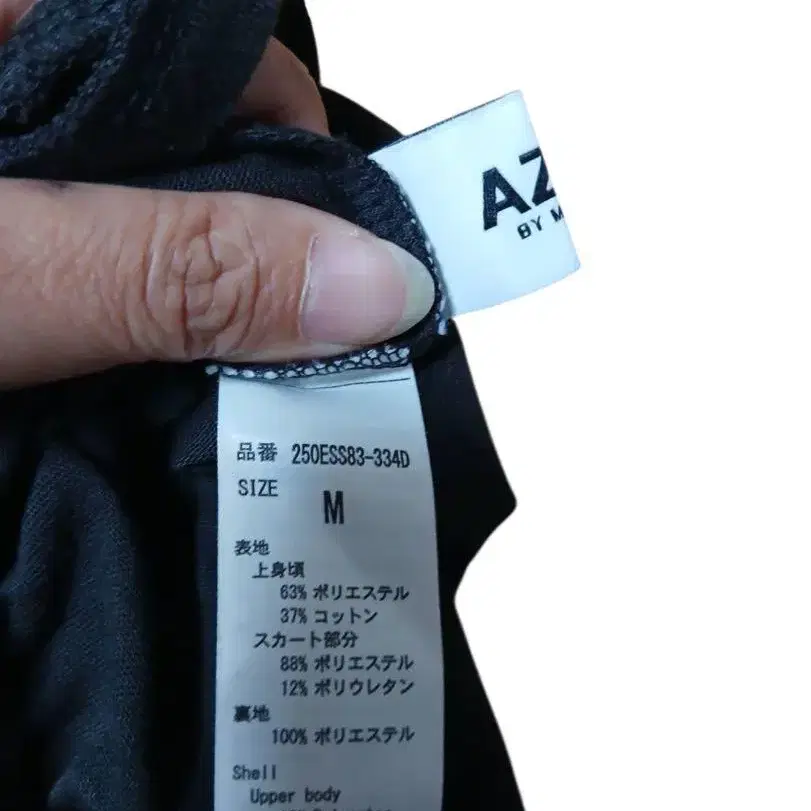 AZ
BY M
品番 250ESS83-334D
SIZE M
表地
上身頃
63% ポリエステル
37% コットン
スカート部分
88% ポリエステル
12% ポリウレタン
裏地
100% ポリエステル
Shell
Upper body